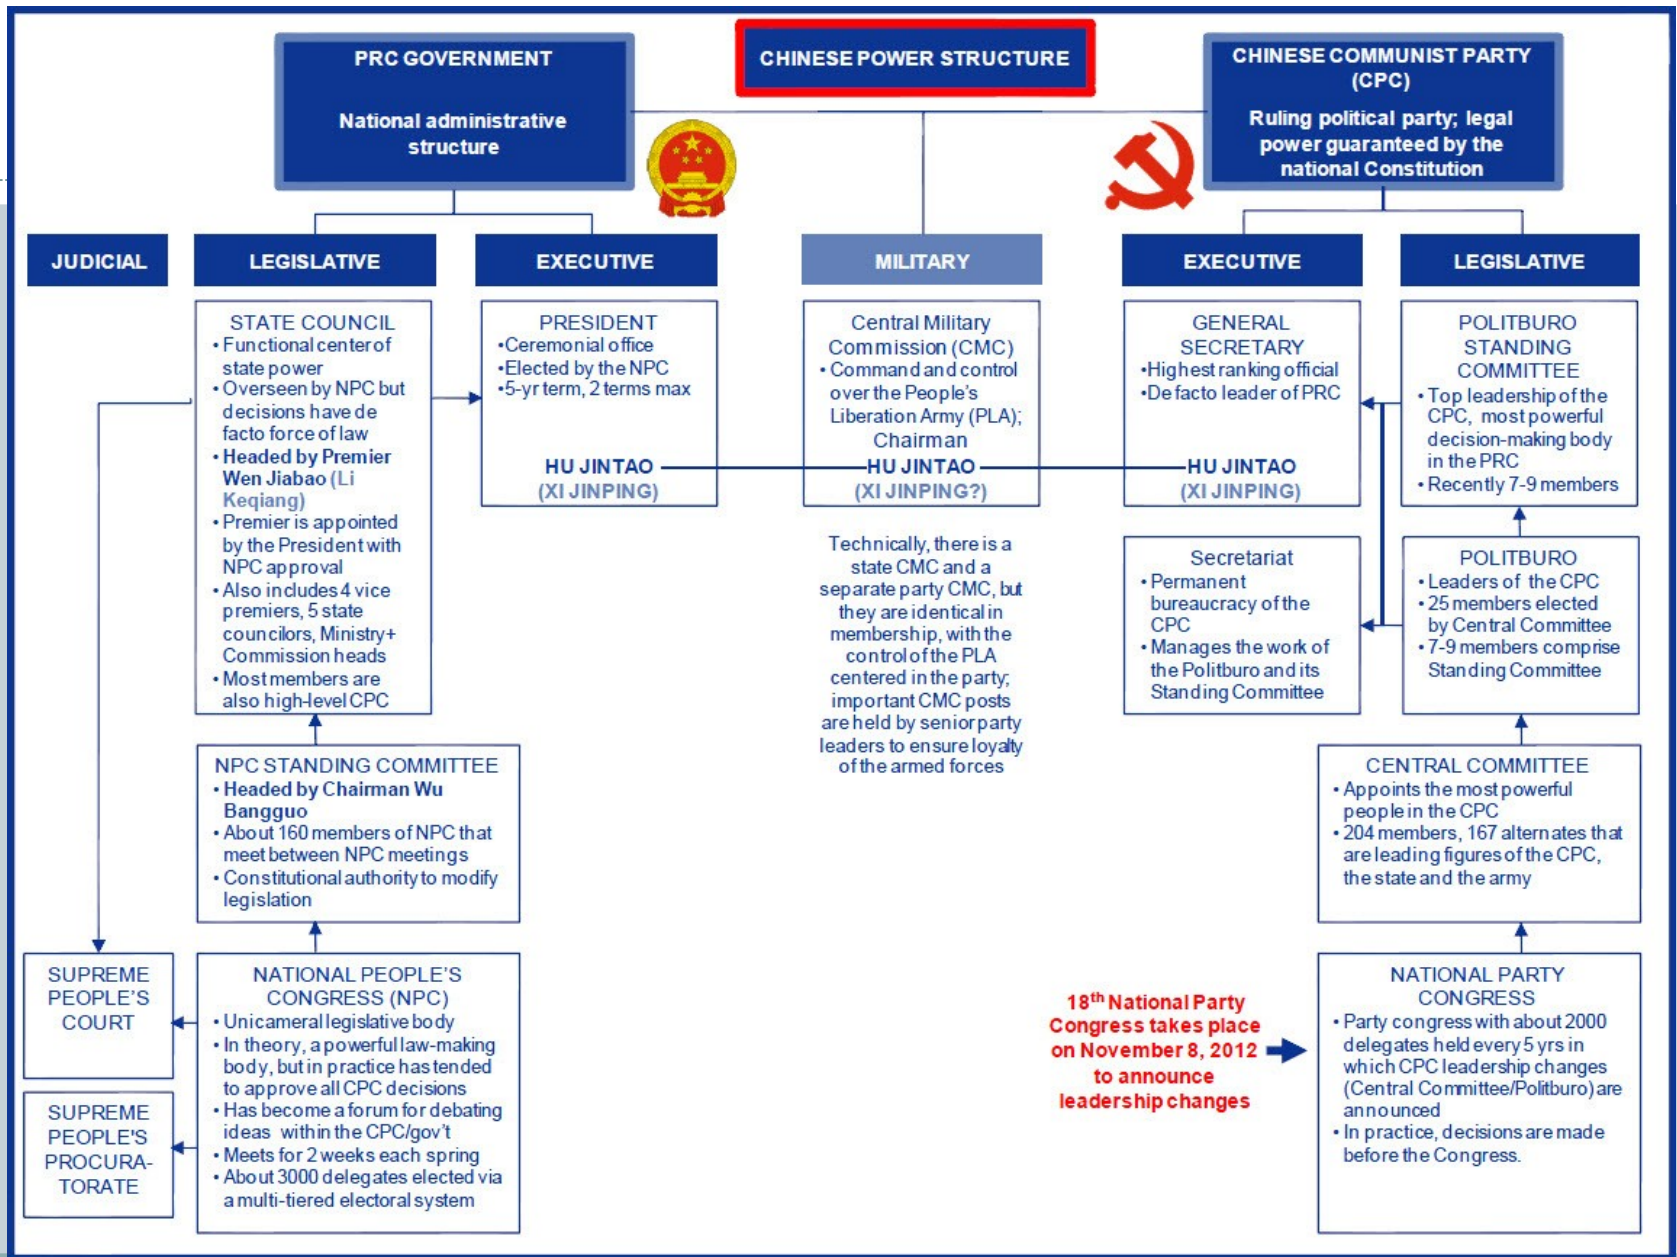 CHINESE POWER STRUCTURE
PRC GOVERNMENT
National administrative
structure
CHINESE COMMUNIST PARTY
(CPC)
Ruling political party; legal
power guaranteed by the
national Constitution
JUDICIAL
LEGISLATIVE
EXECUTIVE
MILITARY
EXECUTIVE
LEGISLATIVE
STATE COUNCIL
• Functional center of
state power
• Overseen by NPC but
decisions have de
facto force of law
• Headed by Premier
Wen Jiabao (Li
Keqiang)
• Premier is appointed
by the President with
NPC approval
• Also includes 4 vice
premiers, 5 state
councilors, Ministry+
Commission heads
• Most members are
also high-level CPC
PRESIDENT
•Ceremonial office
•Elected by the NPC
•5-yr term, 2 terms max
HU JINTAO
(XI JINPING)
Central Military
Commission (CMC)
• Command and control
over the People's
Liberation Army (PLA);
Chairman
HU JINTAO
(XI JINPING?)
Technically, there is a
state CMC and a
separate party CMC, but
they are identical in
membership, with the
control of the PLA
centered in the party;
important CMC posts
are held by senior party
leaders to ensure loyalty
of the armed forces
GENERAL
SECRETARY
•Highest ranking official
•De facto leader of PRC
HU JINTAO
(XI JINPING)
POLITBURO
STANDING
COMMITTEE
• Top leadership of the
CPC, most powerful
decision-making body
in the PRC
• Recently 7-9 members
Secretariat
• Permanent
bureaucracy of the
CPC
• Manages the work of
the Politburo and its
Standing Committee
POLITBURO
• Leaders of the CPC
• 25 members elected
by Central Committee
• 7-9 members comprise
Standing Committee
NPC STANDING COMMITTEE
• Headed by Chairman Wu
Bangguo
• About 160 members of NPC that
meet between NPC meetings
• Constitutional authority to modify
legislation
CENTRAL COMMITTEE
• Appoints the most powerful
people in the CPC
• 204 members, 167 alternates that
are leading figures of the CPC,
the state and the army
SUPREME
PEOPLE'S
COURT
SUPREME
PEOPLE'S
PROCURA-
TORATE
NATIONAL PEOPLE'S
CONGRESS (NPC)
• Unicameral legislative body
• In theory, a powerful law-making
body, but in practice has tended
to approve all CPC decisions
• Has become a forum for debating
ideas within the CPC/gov't
• Meets for 2 weeks each spring
• About 3000 delegates elected via
a multi-tiered electoral system
18th National Party
Congress takes place
on November 8, 2012
to announce
leadership changes
NATIONAL PARTY
CONGRESS
• Party congress with about 2000
delegates held every 5 yrs in
which CPC leadership changes
(Central Committee/Politburo) are
announced
• In practice, decisions are made
before the Congress.